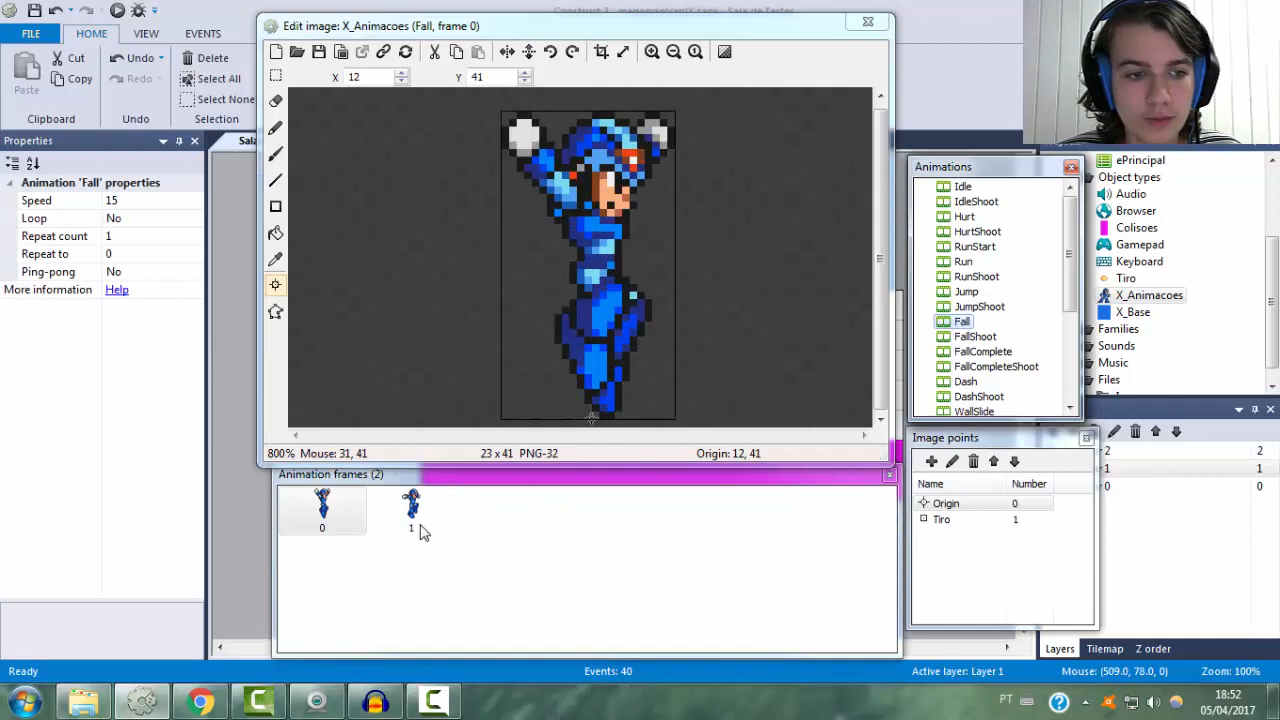 FILE
HOME
VIEW
EVENTS
Paste
Cut
Copy
Clipboard
Undo
Redo
Undo
Delete
Select All
Select None
Selection
Edit image: X_Animacoes (Fall, frame 0)
X 12
Y 41
Properties
Animation 'Fall' properties
Speed 15
Loop No
Repeat count 1
Repeat to 0
Ping-pong No
More information Help
800% Mouse: 31, 41 23 x 41 PNG-32 Origin: 12, 41
Animation frames (2)
0
1
Animations
Idle
IdleShoot
Hurt
HurtShoot
RunStart
Run
RunShoot
Jump
JumpShoot
Fall
FallShoot
FallComplete
FallCompleteShoot
Dash
DashShoot
WallSlide
ePrincipal
Object types
Audio
Browser
Colisoes
Gamepad
Keyboard
Tiro
X_Animacoes
X_Base
Families
Sounds
Music
Files
Image points
Name Number
Origin 0
Tiro 1
2 2
1 1
0 0
Layers Tilemap Z order
Ready
Events: 40
Active layer: Layer 1
Mouse: (509.0, 78.0, 0)
Zoom: 100%
PT
18:52
05/04/2017